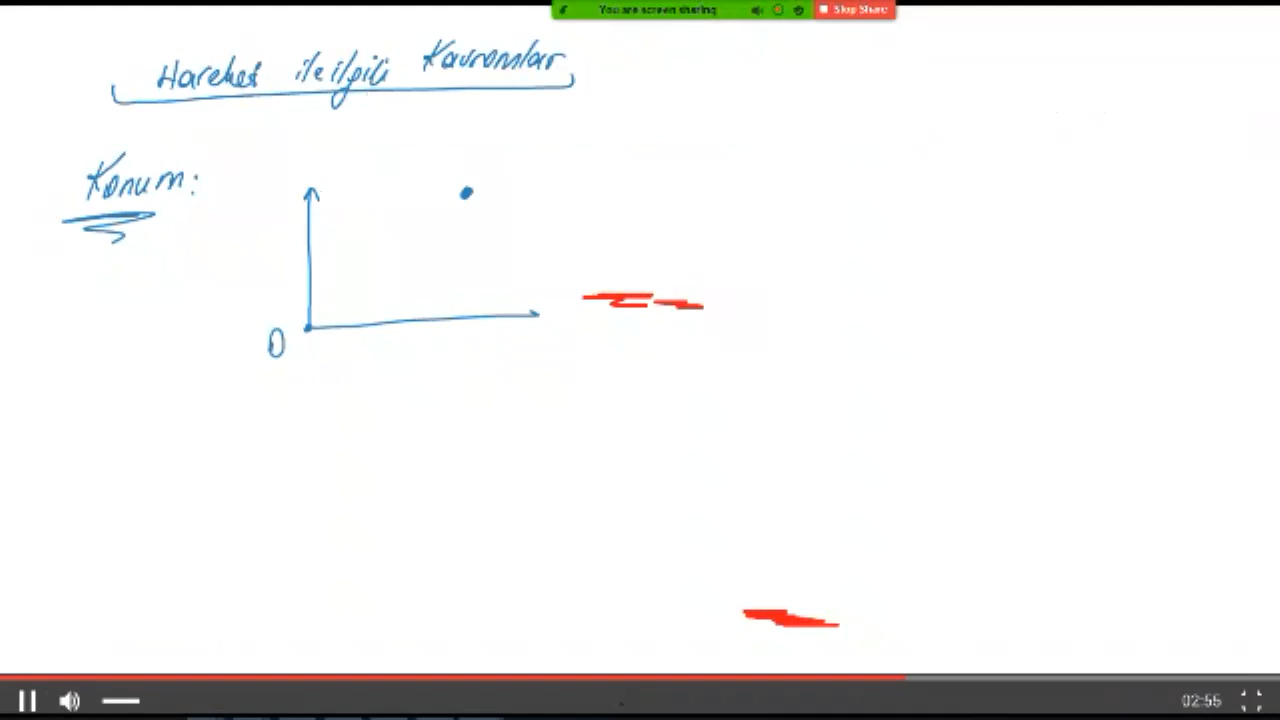 You are screen sharing Stop Share
Hareket ile ilgili Kavramlar
Konum:
0
02:55